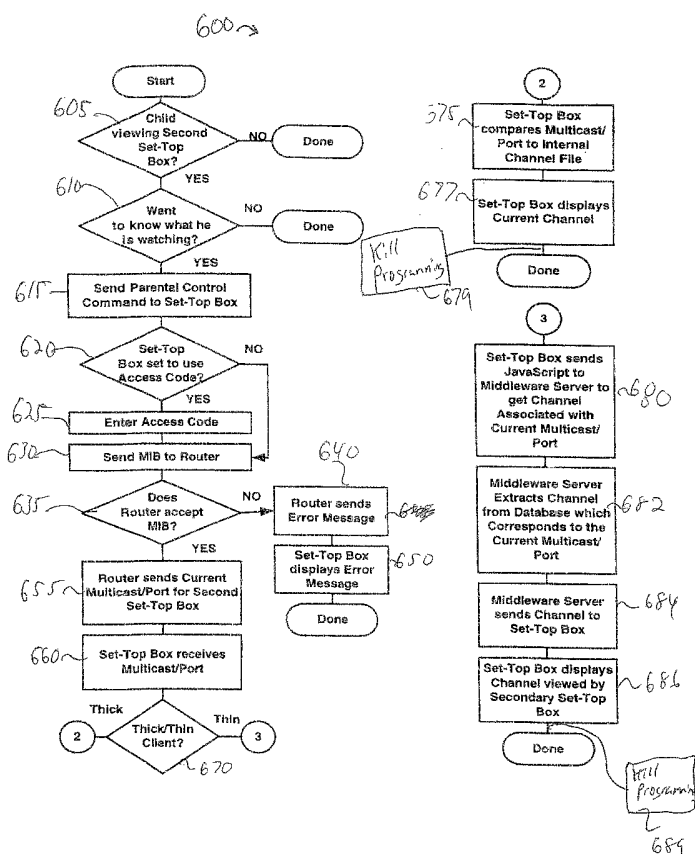 600
Start
605
Child
viewing Second
Set-Top
Box?
NO
Done
YES
610
Want
to know what he
is watching?
NO
Done
YES
615
Send Parental Control
Command to Set-Top Box
620
Set-Top
Box set to use
Access Code?
NO
YES
625
Enter Access Code
630
Send MIB to Router
635
Does
Router accept
MIB?
NO
640
Router sends
Error Message
650
Set-Top Box
displays Error
Message
Done
YES
655
Router sends Current
Multicast/Port for Second
Set-Top Box
660
Set-Top Box receives
Multicast/Port
Thick
Thin
2
Thick/Thin
Client?
3
670
2
675
Set-Top Box
compares Multicast/
Port to Internal
Channel File
677
Set-Top Box displays
Current Channel
Kill
Programming
679
Done
3
Set-Top Box sends
JavaScript to
Middleware Server to
get Channel
Associated with
Current Multicast/
Port
680
Middleware Server
Extracts Channel
from Database which
Corresponds to the
Current Multicast/
Port
682
Middleware Server
sends Channel to
Set-Top Box
684
Set-Top Box displays
Channel viewed by
Secondary Set-Top
Box
686
Done
Kill
Programming
689